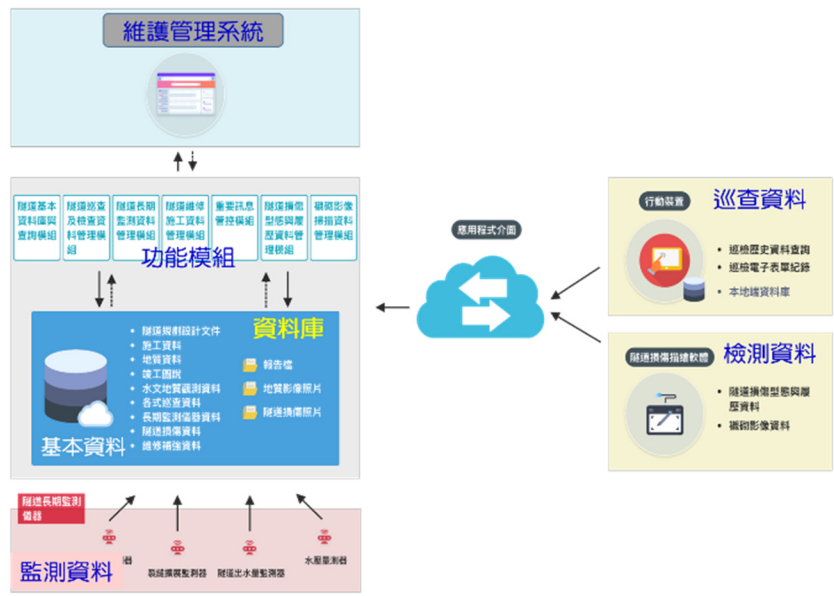 維護管理系統
隧道基本
資料庫與
查詢模組
隧道巡查
及檢查資
料管理模
組
隧道長期
監測資料
管理模組
隧道維修
施工資料
管理模組
重要訊息
管控模組
隧道損傷
型態與履
歷資料管
理模組
襯砌影像
掃描資料
管理模組
功能模組
資料庫
隧道規劃設計文件
施工資料
地質資料
竣工圖說
水文地質觀測資料
各式巡查資料
長期監測儀器資料
隧道損傷資料
維修補強資料
報告檔
地質影像照片
隧道損傷照片
基本資料
隧道長期監測
儀器
器
裂縫擴展監測器
隧道出水量監測器
水壓量測器
監測資料
應用程式介面
行動裝置
巡查資料
巡檢歷史資料查詢
巡檢電子表單紀錄
本地端資料庫
隧道損傷描繪軟體
檢測資料
隧道損傷型態與履
歷資料
襯砌影像資料